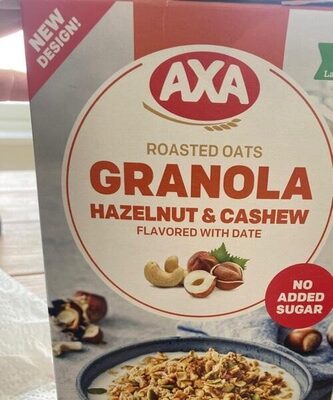 NEW
DESIGN!
AXA
ROASTED OATS
GRANOLA
HAZELNUT & CASHEW
FLAVORED WITH DATE
NO
ADDED
SUGAR